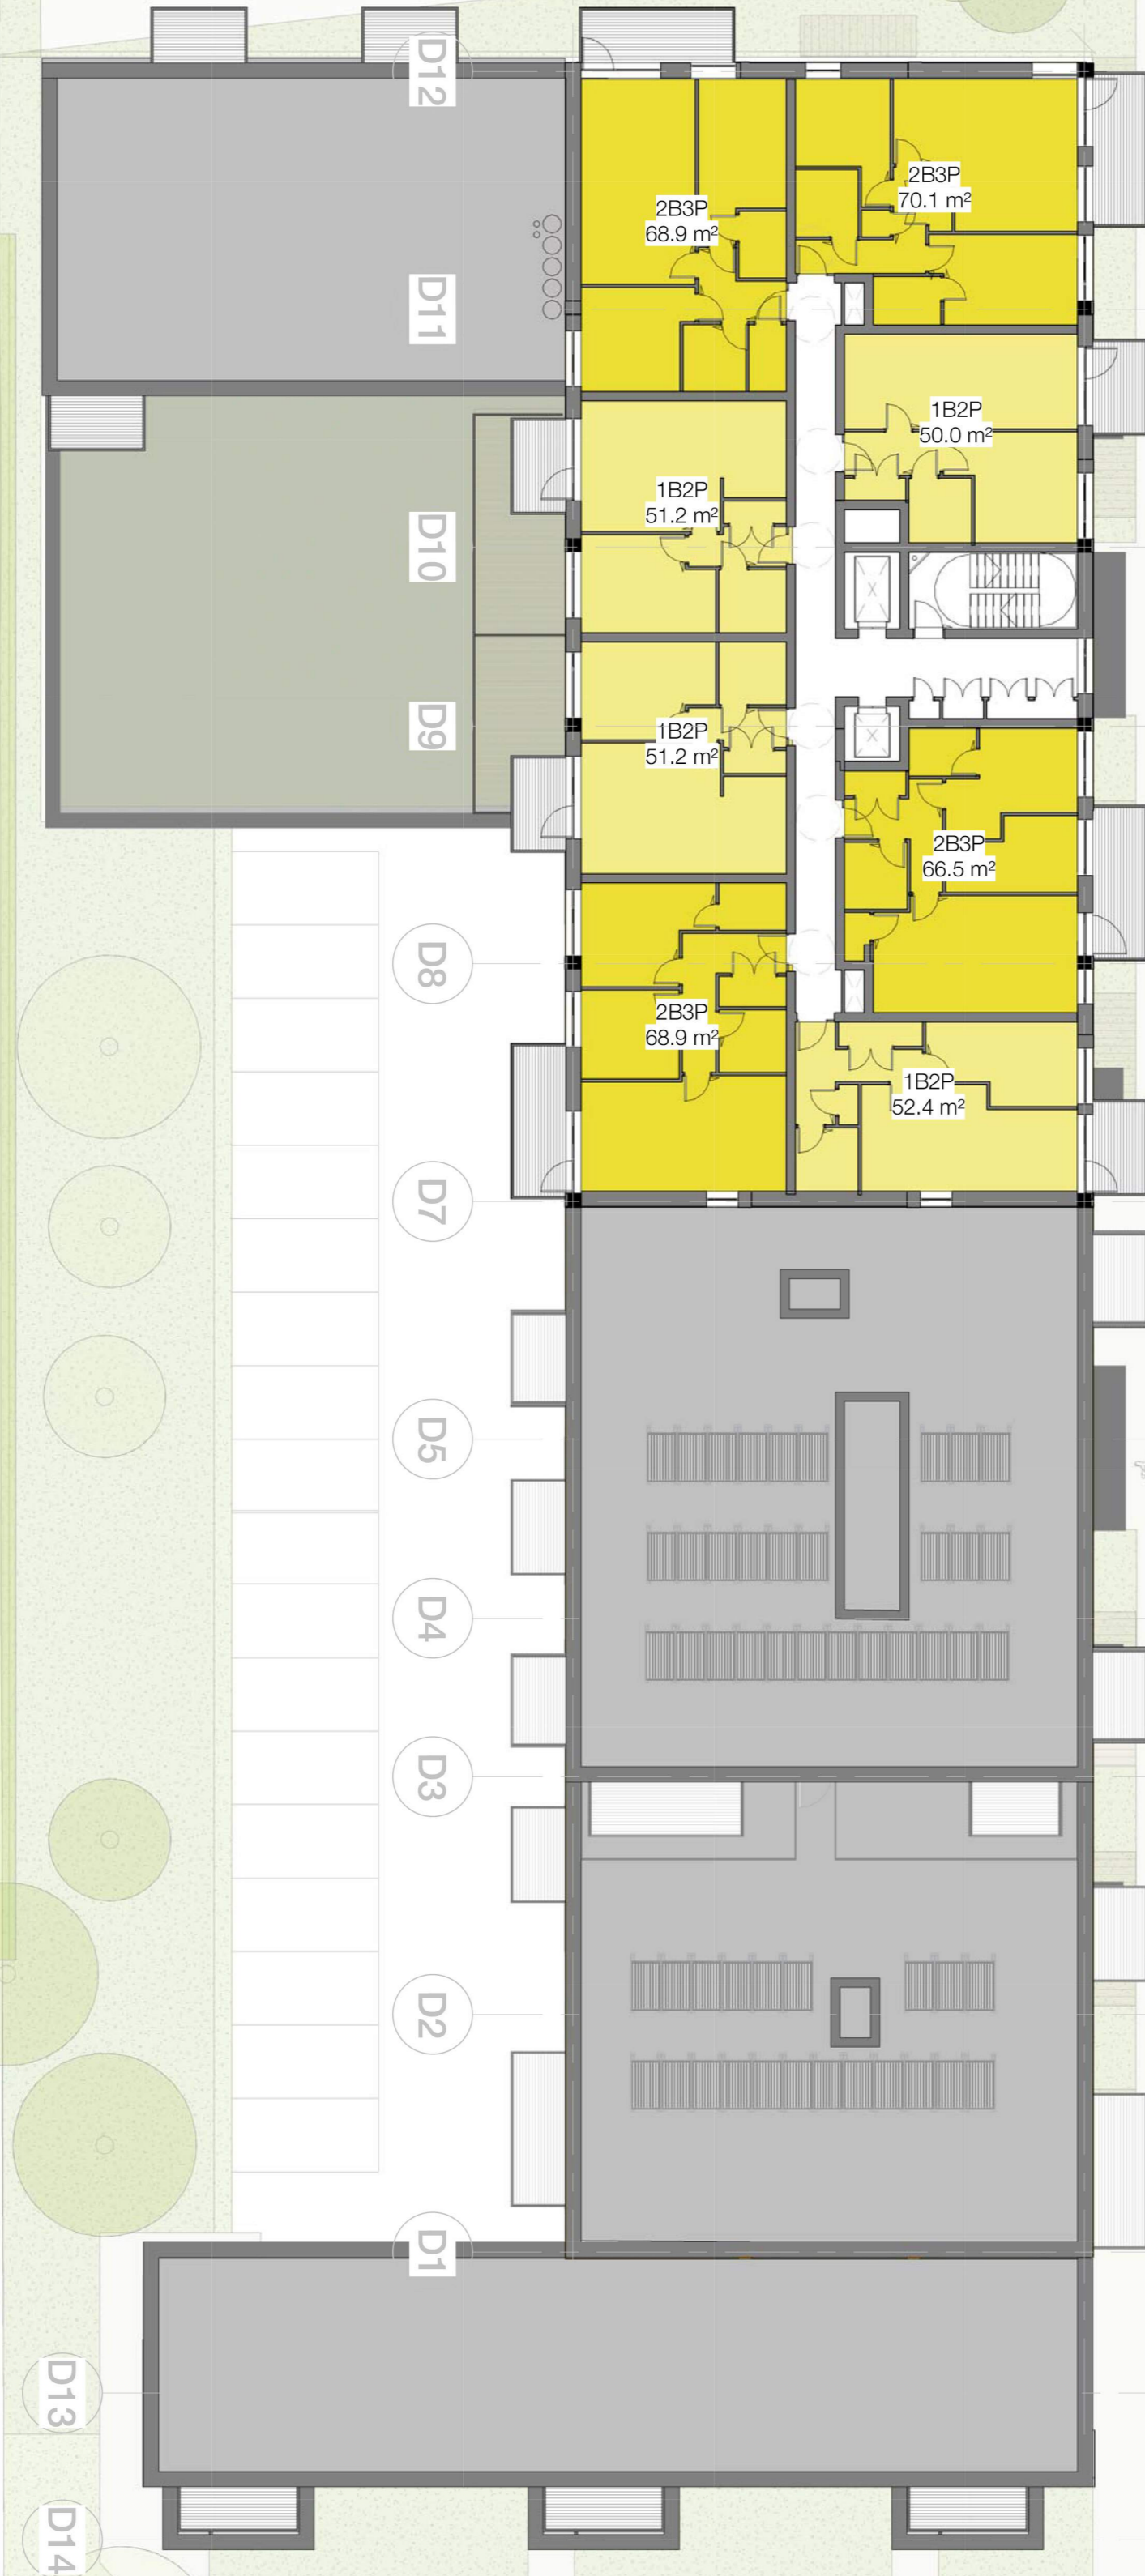 D12
2B3P
70.1 m²
2B3P
68.9 m²
D11
1B2P
50.0 m²
1B2P
51.2 m²
D10
D9
1B2P
51.2 m²
2B3P
66.5 m²
D8
2B3P
68.9 m²
1B2P
52.4 m²
D7
D5
D4
D3
D2
D1
D13
D14